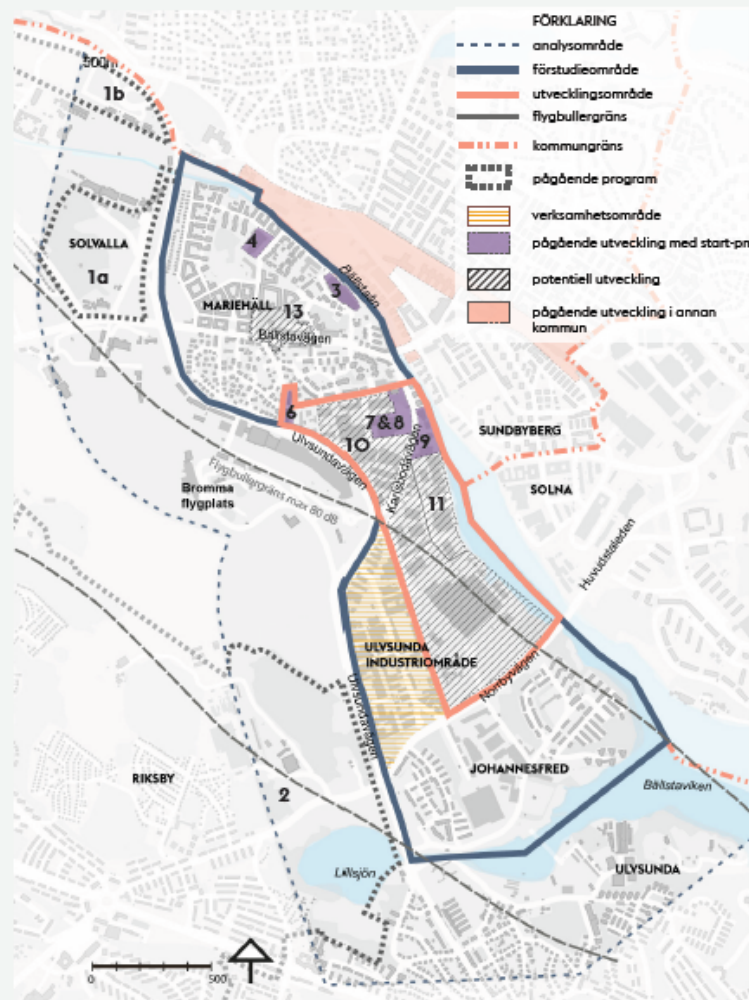 FÖRKLARING
analysområde
förstudieområde
utvecklingsområde
flygbullergräns
kommungräns
pågående program
verksamhetsområde
pågående utveckling med start-pm
potentiell utveckling
pågående utveckling i annan
kommun
500m
1b
SOLVALLA
1a
4
3
Bällstaån
MARIEHÄLL
13
Bällstavägen
6
7&8
10
9
Ulvsundavägen
Karlsbodavägen
SUNDBYBERG
Flygbullergräns max 80 dB
Bromma
flygplats
11
SOLNA
Huvudstaleden
ULVSUNDA
INDUSTRIOMRÅDE
Norrbyvägen
Ulvsundavägen
RIKSBY
2
JOHANNESFRED
Bällstaviken
Lillsjön
ULVSUNDA
0
500